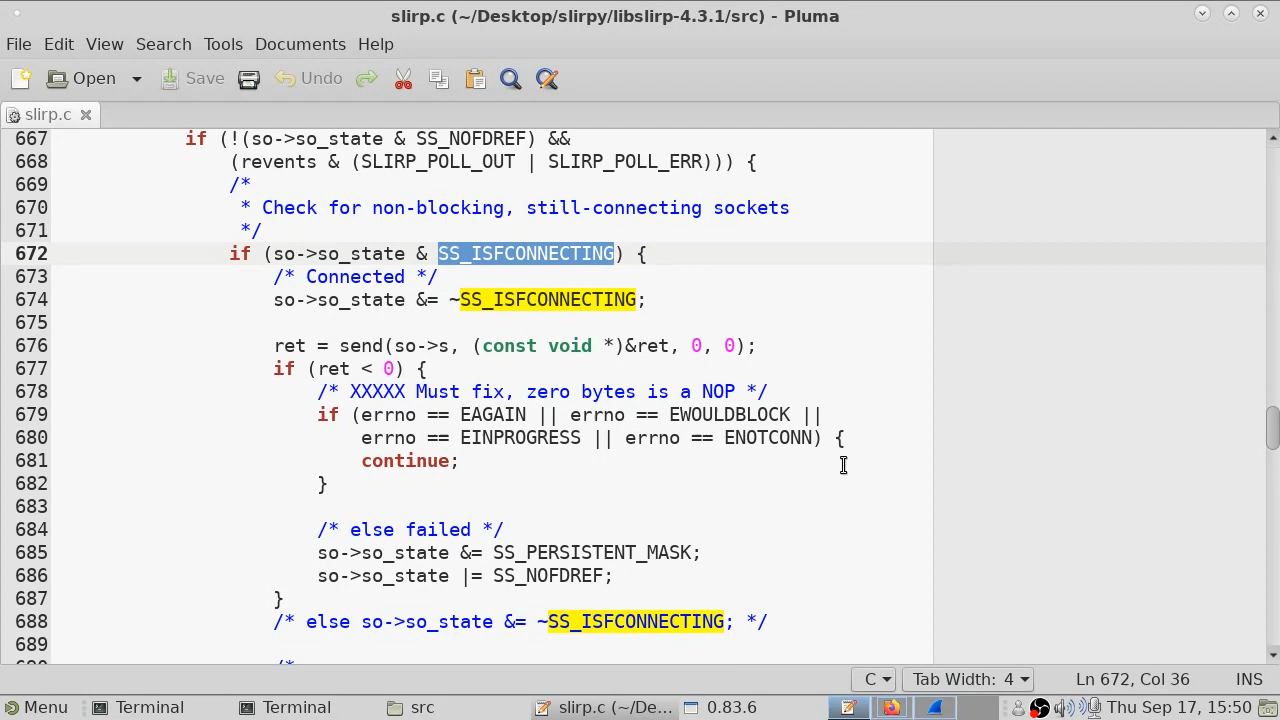 slirp.c (~/Desktop/slirpy/libslirp-4.3.1/src) - Pluma
File Edit View Search Tools Documents Help
Open Save Undo
slirp.c
667 if (!(so->so_state & SS_NOFDREF) &&
668 (revents & (SLIRP_POLL_OUT | SLIRP_POLL_ERR))) {
669 /*
670 * Check for non-blocking, still-connecting sockets
671 */
672 if (so->so_state & SS_ISFCONNECTING) {
673 /* Connected */
674 so->so_state &= ~SS_ISFCONNECTING;
675
676 ret = send(so->s, (const void *)&ret, 0, 0);
677 if (ret < 0) {
678 /* XXXXX Must fix, zero bytes is a NOP */
679 if (errno == EAGAIN || errno == EWOULDBLOCK ||
680 errno == EINPROGRESS || errno == ENOTCONN) {
681 continue;
682 }
683
684 /* else failed */
685 so->so_state &= SS_PERSISTENT_MASK;
686 so->so_state |= SS_NOFDREF;
687 }
688 /* else so->so_state &= ~SS_ISFCONNECTING; */
689
C Tab Width: 4 Ln 672, Col 36 INS
Menu Terminal Terminal src slirp.c (~/De... 0.83.6 Thu Sep 17, 15:50